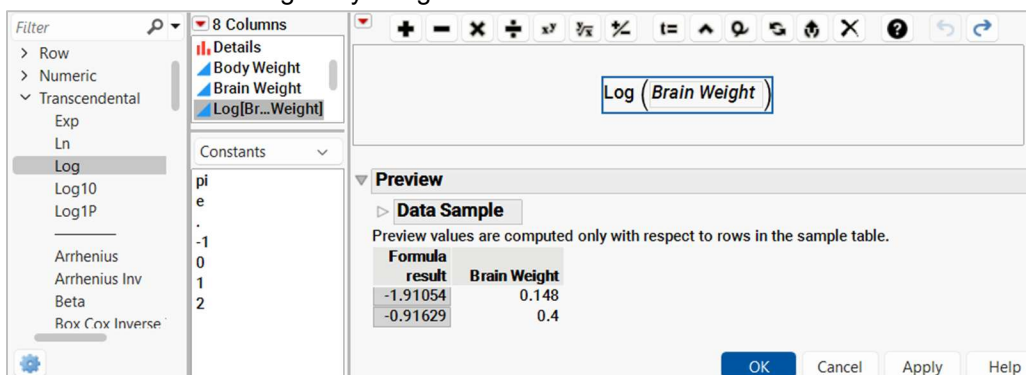 Filter
> Row
> Numeric
Transcendental
Exp
Ln
Log
Log10
Log1P
Arrhenius
Arrhenius Inv
Beta
Box Cox Inverse
8 Columns
Details
Body Weight
Brain Weight
Log[Br...Weight]
Constants
pi
e
.
-1
0
1
2
xy
t=
Log ( Brain Weight )
Preview
Data Sample
Preview values are computed only with respect to rows in the sample table.
Formula result Brain Weight
-1.91054 0.148
-0.91629 0.4
OK Cancel Apply Help